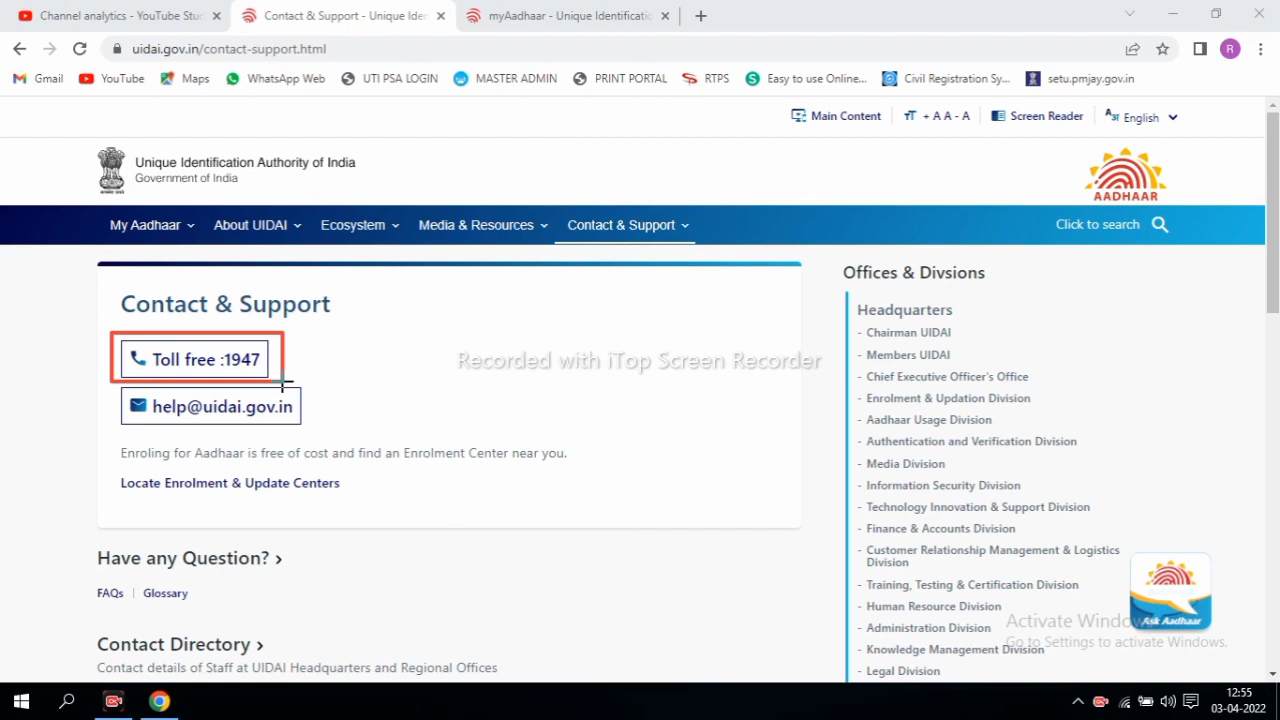 Channel analytics - YouTube Stu
Contact & Support - Unique Iden
myAadhaar - Unique Identificatio
uidai.gov.in/contact-support.html
R
Gmail
YouTube
Maps
WhatsApp Web
UTI PSA LOGIN
MASTER ADMIN
PRINT PORTAL
RTPS
Easy to use Online...
Civil Registration Sy...
setu.pmjay.gov.in
Main Content
+ A A - A
Screen Reader
English
Unique Identification Authority of India
Government of India
AADHAAR
My Aadhaar
About UIDAI
Ecosystem
Media & Resources
Contact & Support
Click to search
Contact & Support
Toll free :1947
help@uidai.gov.in
Enroling for Aadhaar is free of cost and find an Enrolment Center near you.
Locate Enrolment & Update Centers
Recorded with iTop Screen Recorder
Have any Question? ›
FAQs
Glossary
Contact Directory ›
Contact details of Staff at UIDAI Headquarters and Regional Offices
Offices & Divsions
Headquarters
- Chairman UIDAI
- Members UIDAI
- Chief Executive Officer's Office
- Enrolment & Updation Division
- Aadhaar Usage Division
- Authentication and Verification Division
- Media Division
- Information Security Division
- Technology Innovation & Support Division
- Finance & Accounts Division
- Customer Relationship Management & Logistics
Division
- Training, Testing & Certification Division
- Human Resource Division
- Administration Division
- Knowledge Management Division
- Legal Division
Ask Aadhaar
Activate Windows
Go to Settings to activate Windows.
12:55
03-04-2022